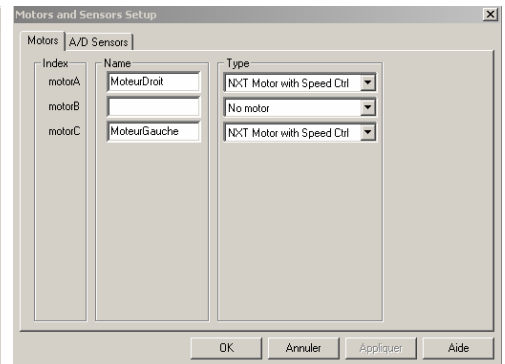 Motors and Sensors Setup
Motors A/D Sensors
Index Name Type
motorA MoteurDroit NXT Motor with Speed Ctrl
motorB No motor
motorC MoteurGauche NXT Motor with Speed Ctrl
OK Annuler Appliquer Aide